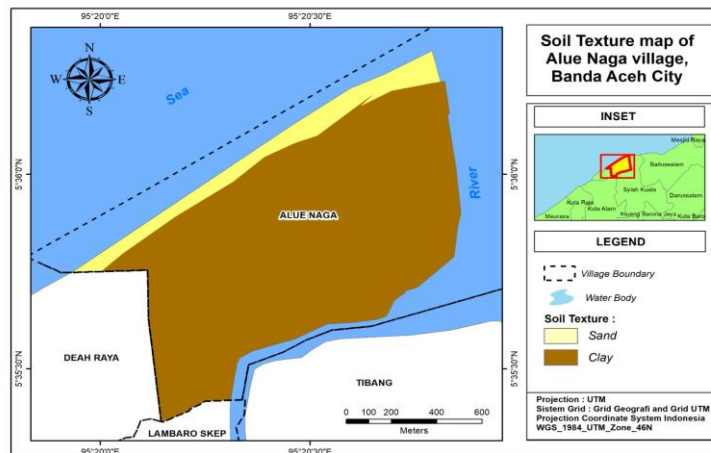 95°20'0"E
95°20'30"E
N
W
E
S
Sea
River
5°36'0"N
5°36'0"N
ALUE NAGA
DEAH RAYA
5°35'30"N
5°35'30"N
TIBANG
LAMBARO SKEP
0 100 200 400 600
Meters
95°20'0"E
95°20'30"E
Soil Texture map of
Alue Naga village,
Banda Aceh City
INSET
Mesjid Raya
Baitussalam
Syiah Kuala
Darussalam
Kuta Raja
Kuta Alam
Meuraxa
LEGEND
Village Boundary
Water Body
Soil Texture :
Sand
Clay
Projection : UTM
Sistem Grid : Grid Geografi and Grid UTM
Projection Coordinate System Indonesia
WGS_1984_UTM_Zone_46N